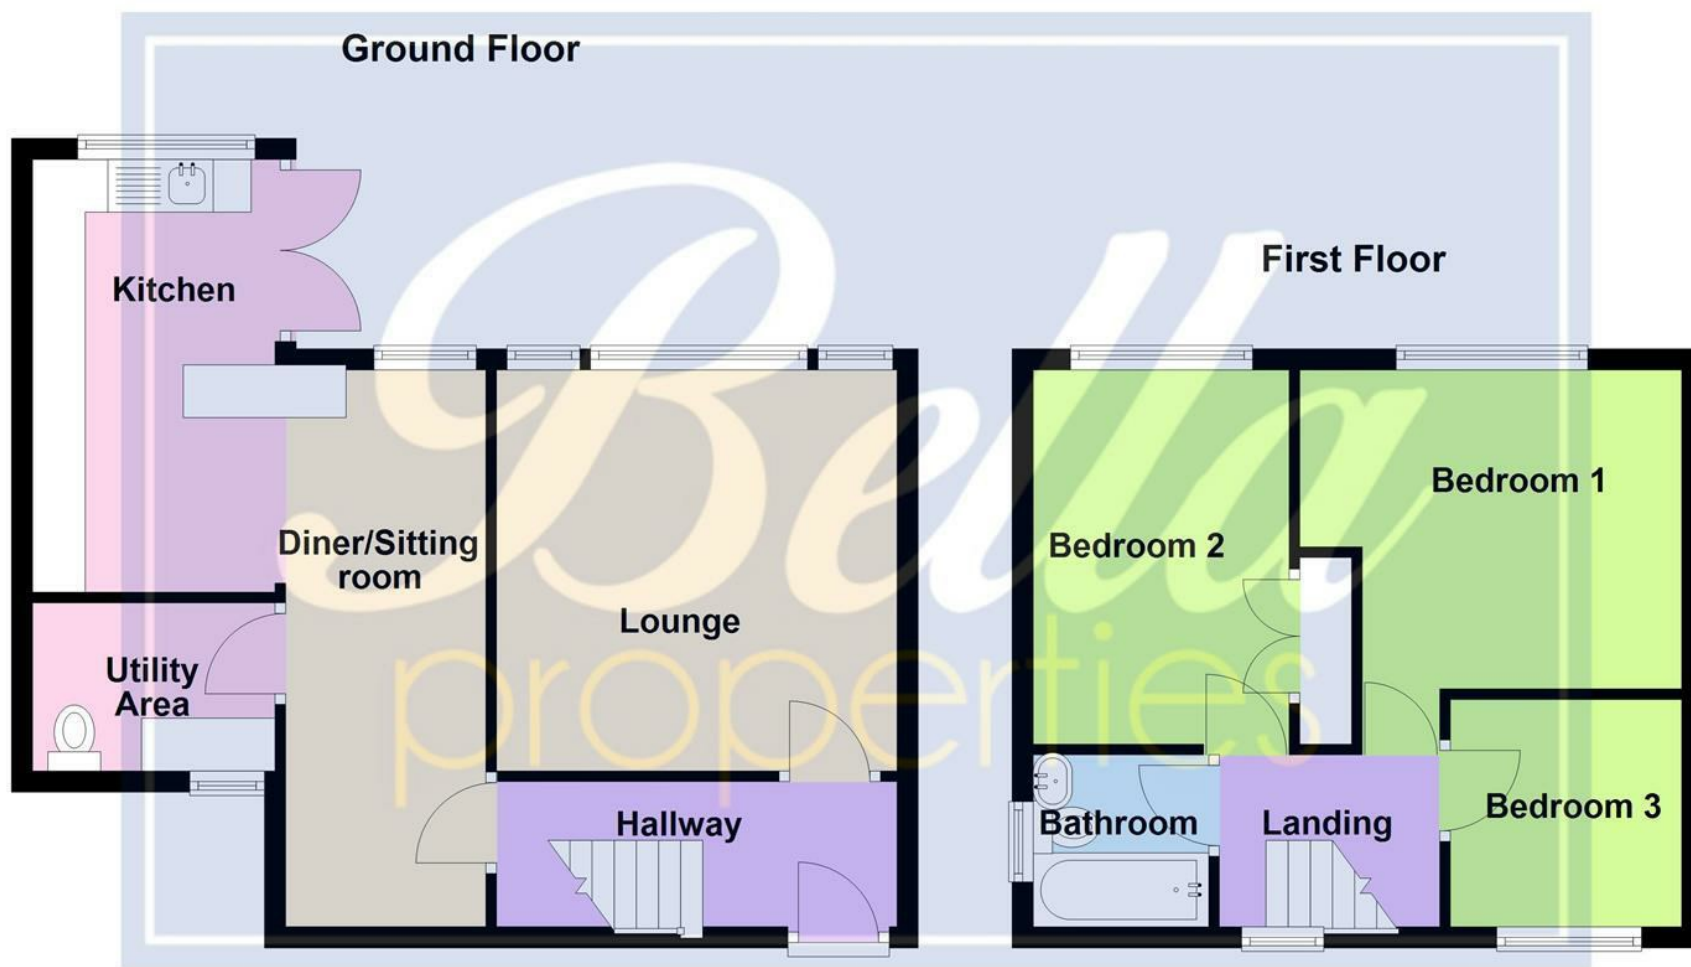 Ground Floor
First Floor
Kitchen
Diner/Sitting
room
Lounge
Utility
Area
Hallway
Bedroom 1
Bedroom 2
Bedroom 3
Bathroom
Landing
Bella
properties